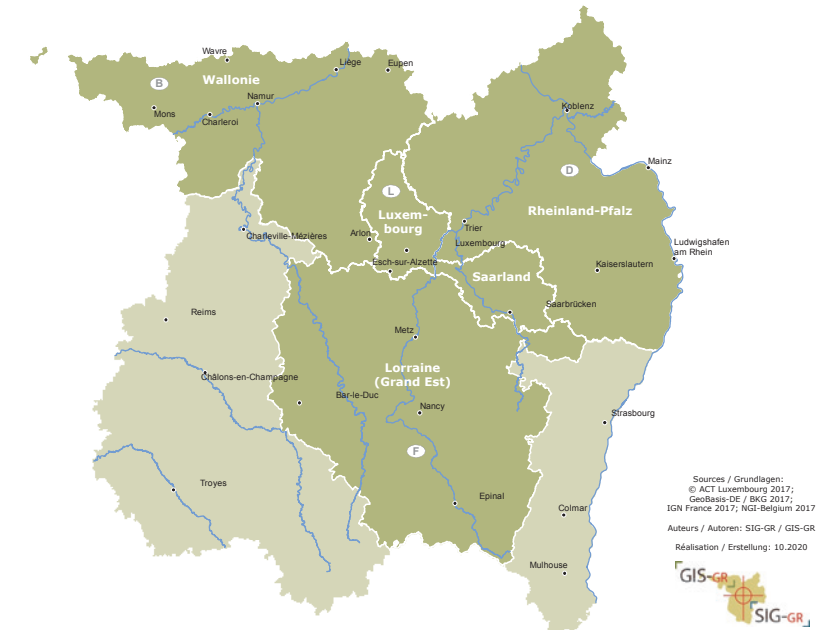 Wavre
Liège
Eupen
B
Wallonie
Namur
Mons
Charleroi
Koblenz
Mainz
D
L
Luxem-
bourg
Rheinland-Pfalz
Trier
Charleville-Mézières
Arlon
Luxembourg
Ludwigshafen
am Rhein
Esch-sur-Alzette
Kaiserslautern
Saarland
Saarbrücken
Reims
Metz
Lorraine
(Grand Est)
Châlons-en-Champagne
Bar-le-Duc
Nancy
Strasbourg
F
Troyes
Epinal
Colmar
Mulhouse
Sources / Grundlagen:
© ACT Luxembourg 2017;
GeoBasis-DE / BKG 2017;
IGN France 2017; NGI-Belgium 2017
Auteurs / Autoren: SIG-GR / GIS-GR
Réalisation / Erstellung: 10.2020
GIS-GR
SIG-GR